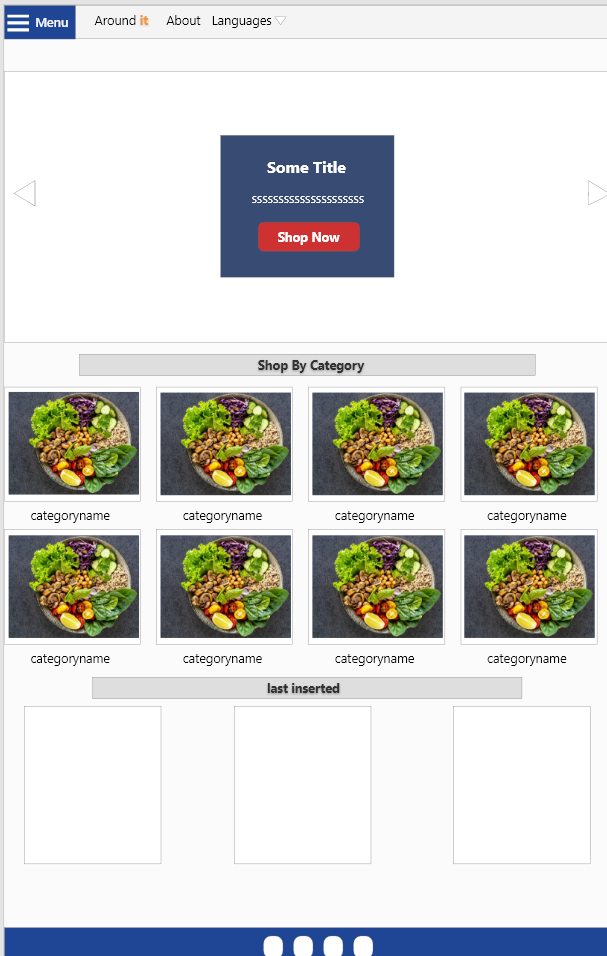 Menu Around it About Languages
Some Title
sssssssssssssssssssss
Shop Now
Shop By Category
categoryname categoryname categoryname categoryname
categoryname categoryname categoryname categoryname
last inserted